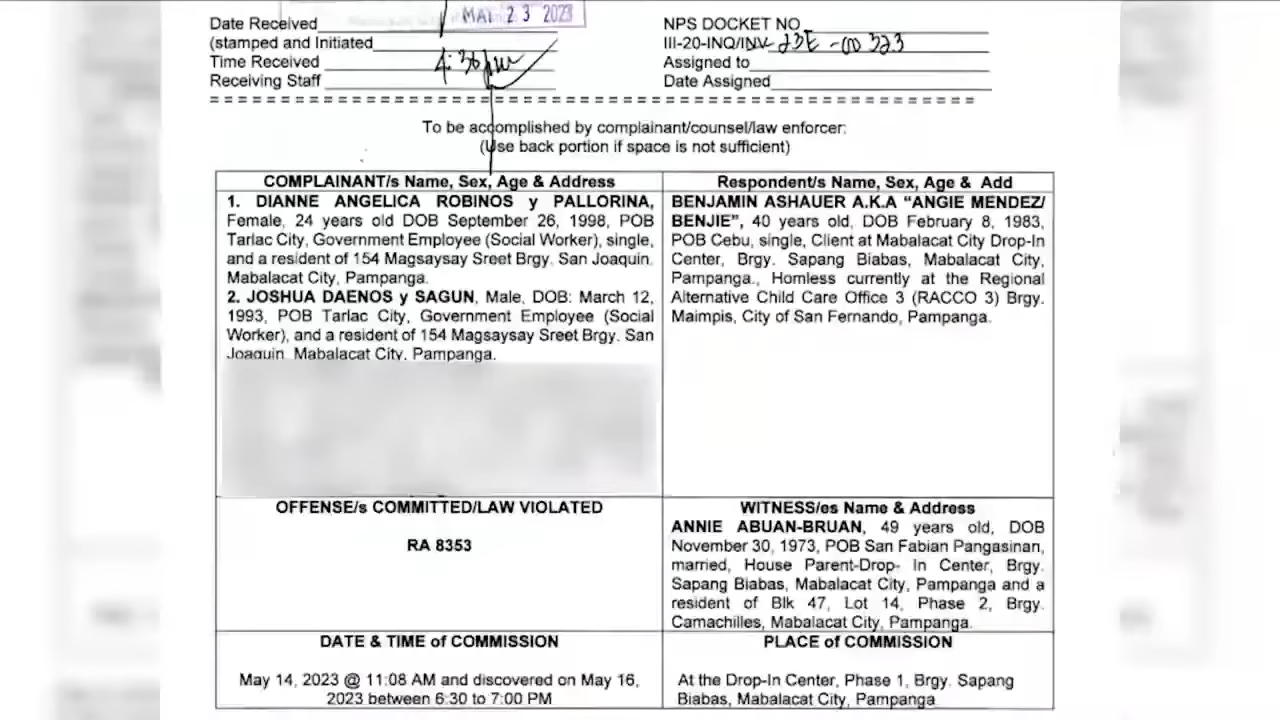 Date Received
MAY 23 2023
(stamped and Initiated
Time Received 4:36pm
Receiving Staff
NPS DOCKET NO
III-20-INQ/INV-23E-00323
Assigned to
Date Assigned
To be accomplished by complainant/counsel/law enforcer:
(Use back portion if space is not sufficient)
COMPLAINANT/s Name, Sex, Age & Address
1. DIANNE ANGELICA ROBINOS y PALLORINA,
Female, 24 years old DOB September 26, 1998, POB
Tarlac City, Government Employee (Social Worker), single,
and a resident of 154 Magsaysay Sreet Brgy. San Joaquin.
Mabalacat City, Pampanga.
2. JOSHUA DAENOS y SAGUN, Male, DOB: March 12,
1993, POB Tarlac City, Government Employee (Social
Worker), and a resident of 154 Magsaysay Sreet Brgy. San
Joaquin. Mabalacat City, Pampanga.
Respondent/s Name, Sex, Age & Add
BENJAMIN ASHAUER A.K.A “ANGIE MENDEZ/
BENJIE”, 40 years old, DOB February 8, 1983,
POB Cebu, single, Client at Mabalacat City Drop-In
Center, Brgy. Sapang Biabas, Mabalacat City,
Pampanga., Homless currently at the Regional
Alternative Child Care Office 3 (RACCO 3) Brgy.
Maimpis, City of San Fernando, Pampanga.
OFFENSE/s COMMITTED/LAW VIOLATED
RA 8353
WITNESS/es Name & Address
ANNIE ABUAN-BRUAN, 49 years old, DOB
November 30, 1973, POB San Fabian Pangasinan,
married, House Parent-Drop- In Center, Brgy.
Sapang Biabas, Mabalacat City, Pampanga and a
resident of Blk 47, Lot 14, Phase 2, Brgy.
Camachilles, Mabalacat City, Pampanga.
DATE & TIME of COMMISSION
May 14, 2023 @ 11:08 AM and discovered on May 16,
2023 between 6:30 to 7:00 PM
PLACE of COMMISSION
At the Drop-In Center, Phase 1, Brgy. Sapang
Biabas, Mabalacat City, Pampanga